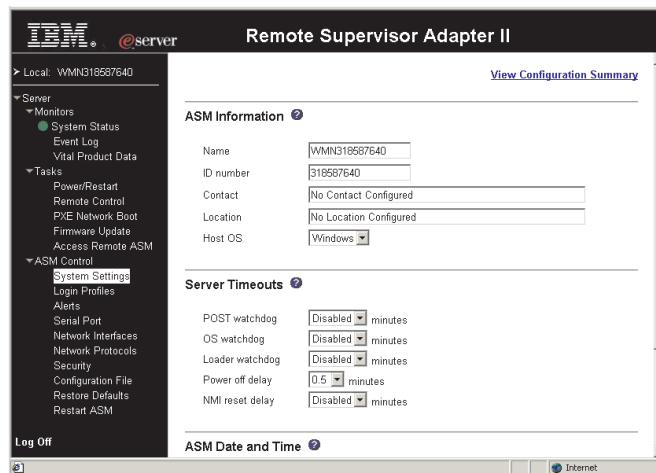 IBM. @server Remote Supervisor Adapter II
Local: WMN318587640
Server
Monitors
System Status
Event Log
Vital Product Data
Tasks
Power/Restart
Remote Control
PXE Network Boot
Firmware Update
Access Remote ASM
ASM Control
System Settings
Login Profiles
Alerts
Serial Port
Network Interfaces
Network Protocols
Security
Configuration File
Restore Defaults
Restart ASM
Log Off
View Configuration Summary
ASM Information ?
Name WMN318587640
ID number 318587640
Contact No Contact Configured
Location No Location Configured
Host OS Windows
Server Timeouts ?
POST watchdog Disabled minutes
OS watchdog Disabled minutes
Loader watchdog Disabled minutes
Power off delay 0.5 minutes
NMI reset delay Disabled minutes
ASM Date and Time ?
Internet